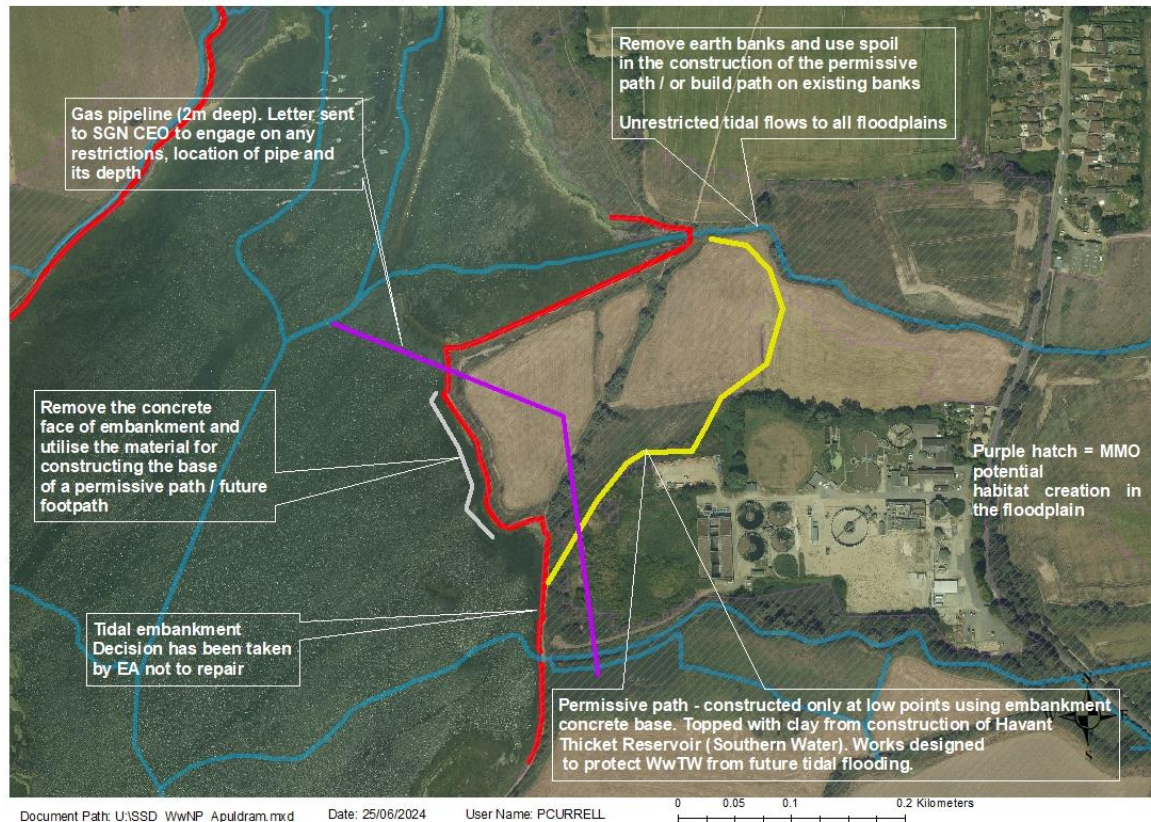 Remove earth banks and use spoil
in the construction of the permissive
path / or build path on existing banks
Unrestricted tidal flows to all floodplains
Gas pipeline (2m deep). Letter sent
to SGN CEO to engage on any
restrictions, location of pipe and
its depth
Remove the concrete
face of embankment and
utilise the material for
constructing the base
of a permissive path / future
footpath
Purple hatch = MMO
potential
habitat creation in
the floodplain
Tidal embankment
Decision has been taken
by EA not to repair
Permissive path - constructed only at low points using embankment
concrete base. Topped with clay from construction of Havant
Thicket Reservoir (Southern Water). Works designed
to protect WwTW from future tidal flooding.
N
S
Document Path: U:\SSD_WwNP_Apuldram.mxd Date: 25/06/2024 User Name: PCURRELL
0 0.05 0.1 0.2 Kilometers